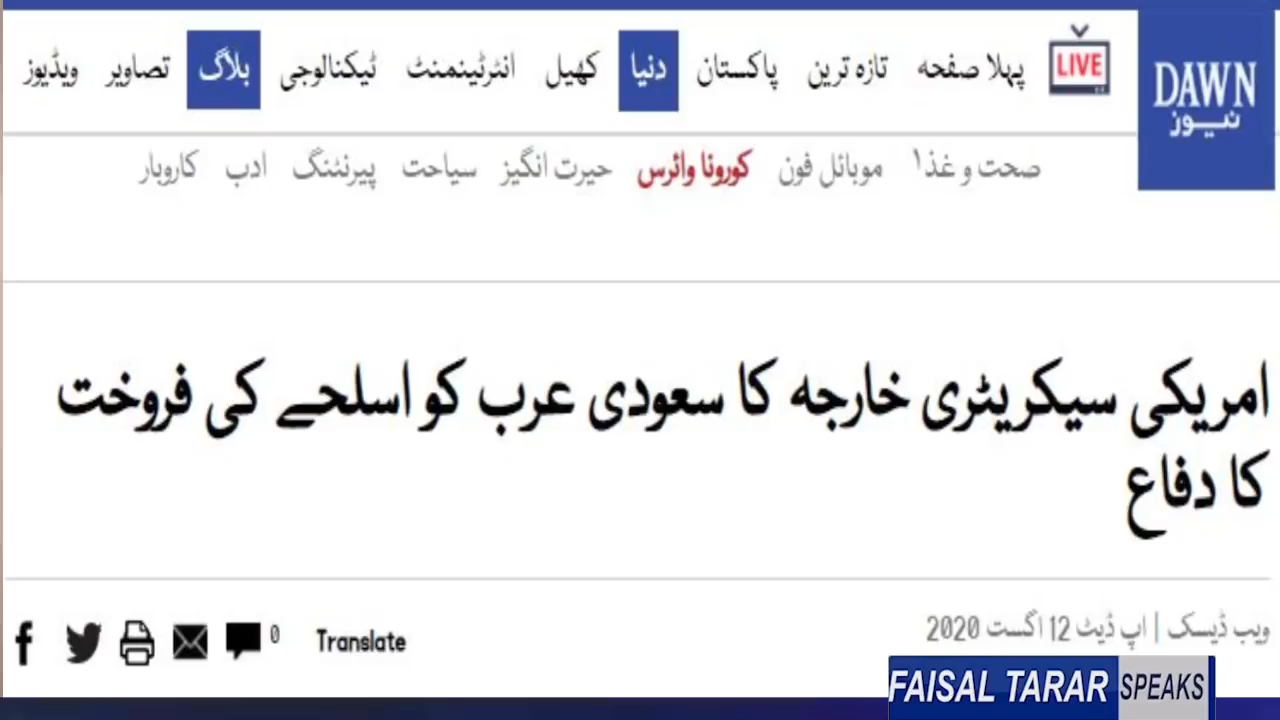 DAWN
نیوز
LIVE
پہلا صفحہ تازہ ترین پاکستان دنیا کھیل انٹرٹینمنٹ ٹیکنالوجی بلاگ تصاویر ویڈیوز
صحت و غذا موبائل فون کورونا وائرس حیرت انگیز سیاحت پیرنٹنگ ادب کاروبار
امریکی سیکریٹری خارجہ کا سعودی عرب کو اسلحے کی فروخت
کا دفاع
ویب ڈیسک | اپ ڈیٹ 12 اگست 2020
0 Translate
FAISAL TARAR SPEAKS